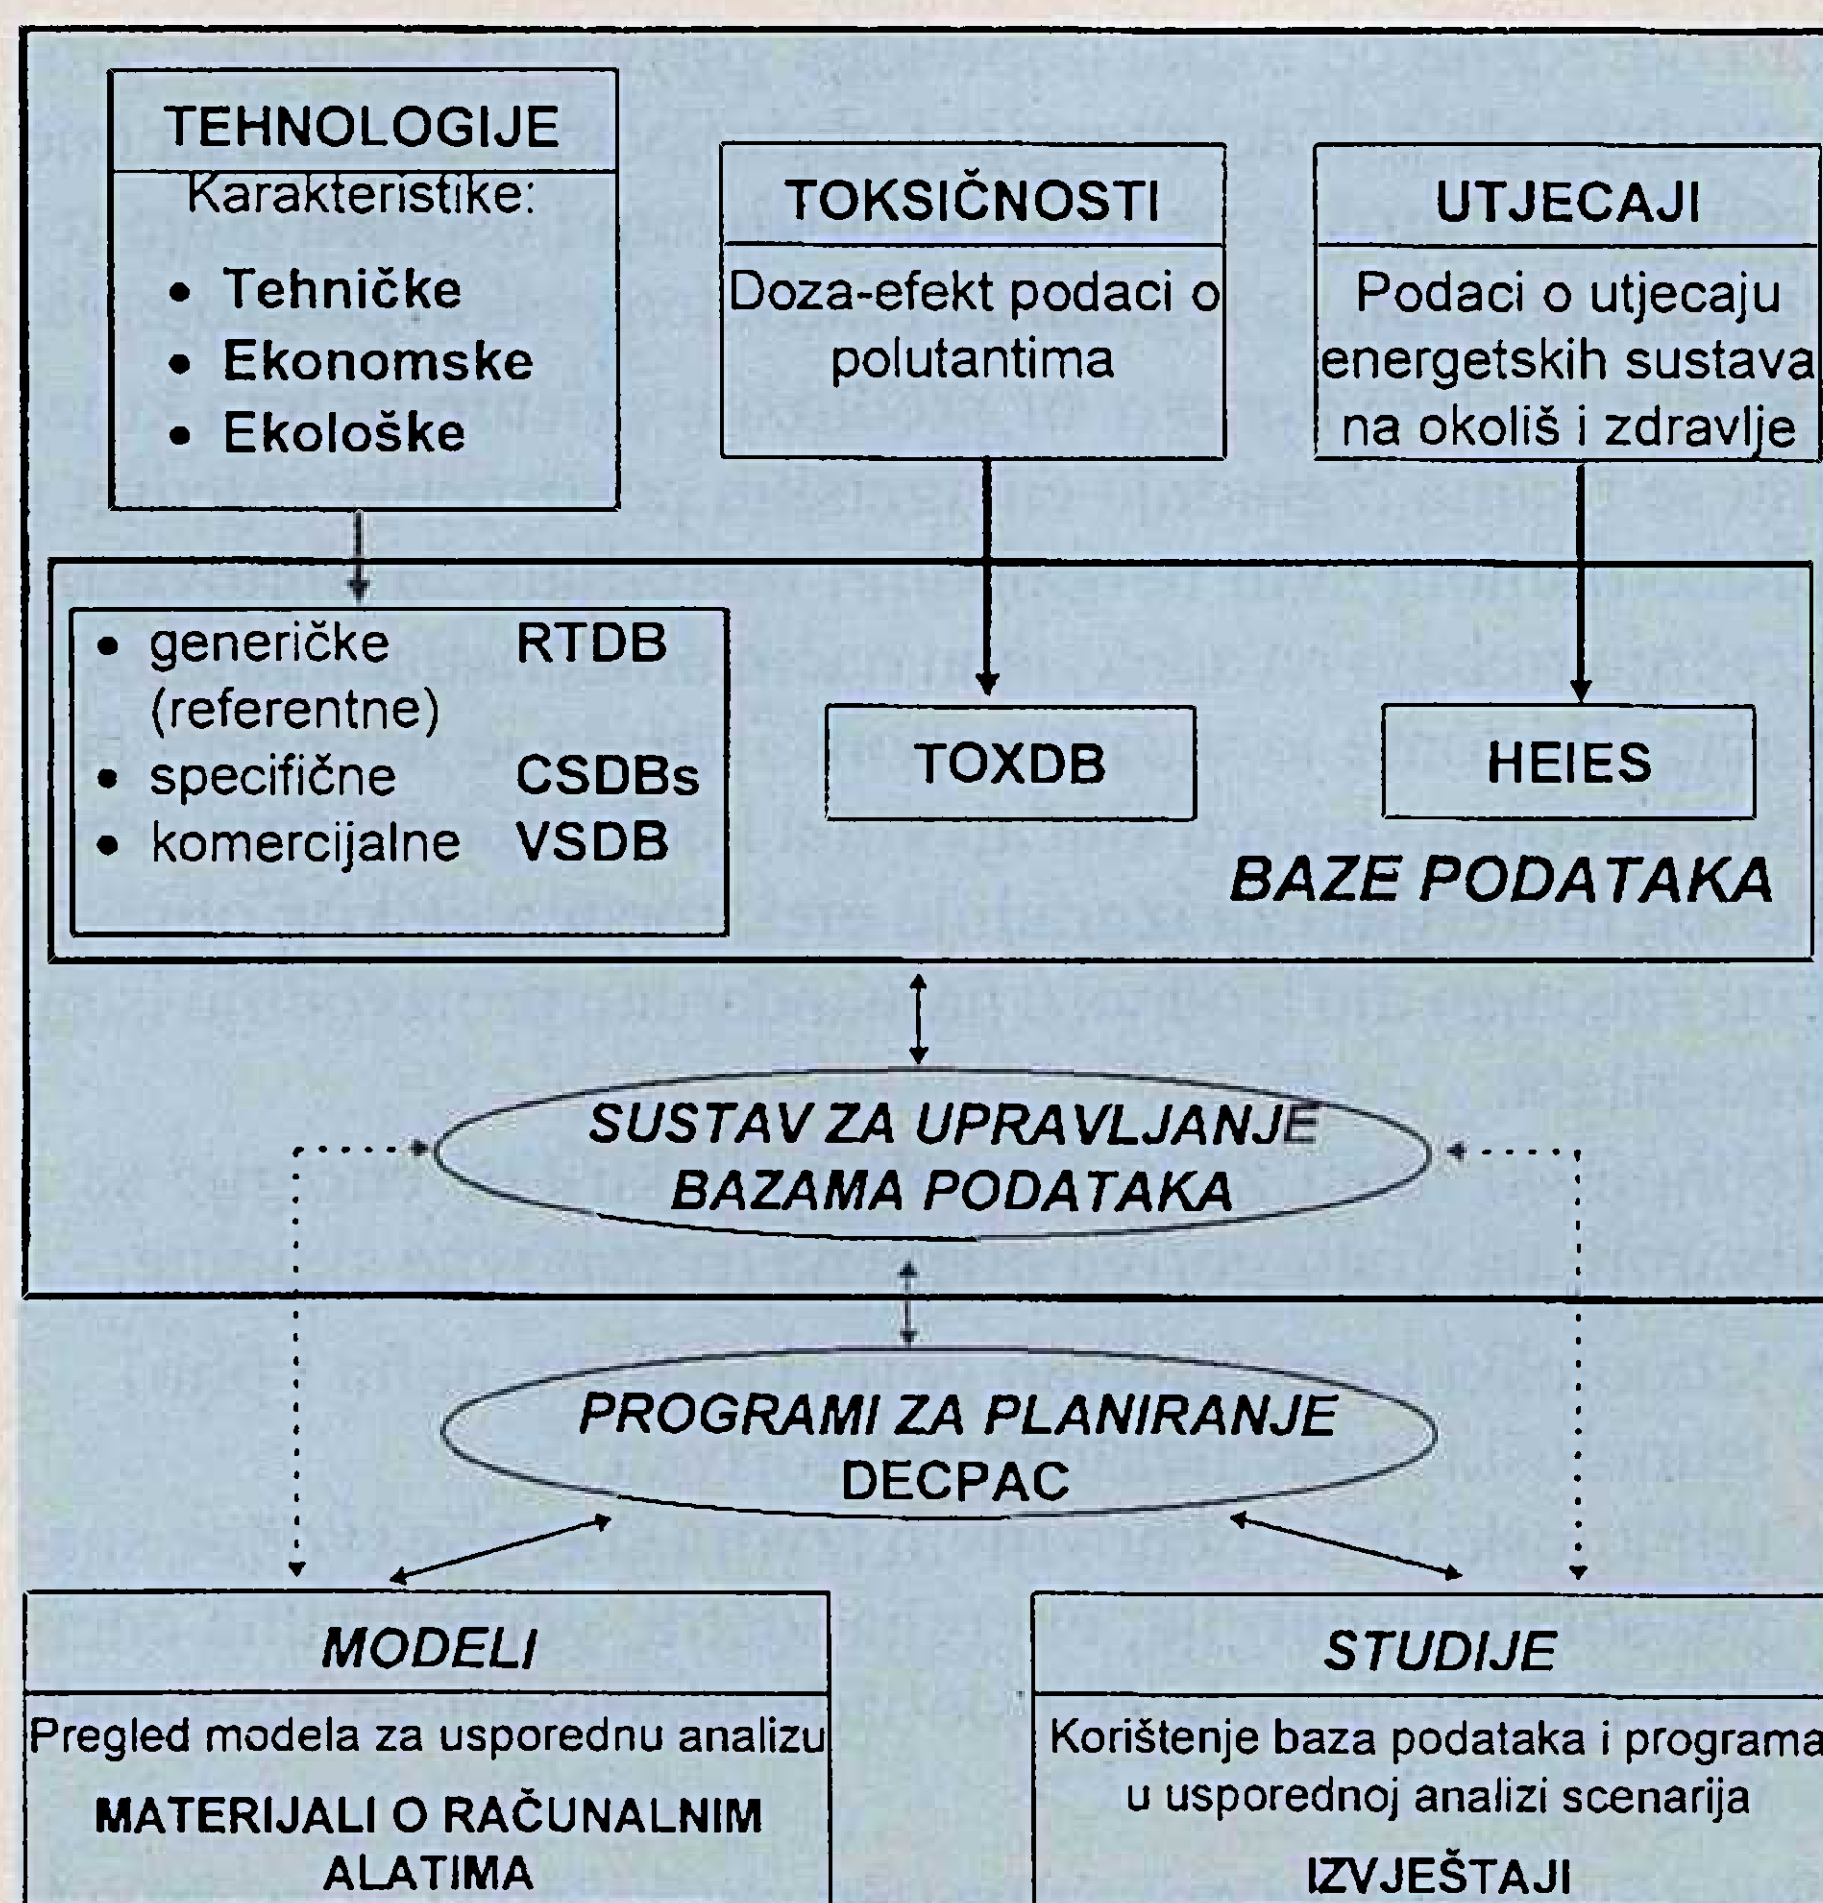 TEHNOLOGIJE
Karakteristike:
• Tehničke
• Ekonomske
• Ekološke
TOKSIČNOSTI
Doza-efekt podaci o
polutantima
UTJECAJI
Podaci o utjecaju
energetskih sustava
na okoliš i zdravlje
• generičke RTDB
(referentne)
• specifične CSDBs
• komercijalne VSDB
TOXDB
HEIES
BAZE PODATAKA
SUSTAV ZA UPRAVLJANJE
BAZAMA PODATAKA
PROGRAMI ZA PLANIRANJE
DECPAC
MODELI
Pregled modela za usporednu analizu
MATERIJALI O RAČUNALNIM
ALATIMA
STUDIJE
Korištenje baza podataka i programa
u usporednoj analizi scenarija
IZVJEŠTAJI